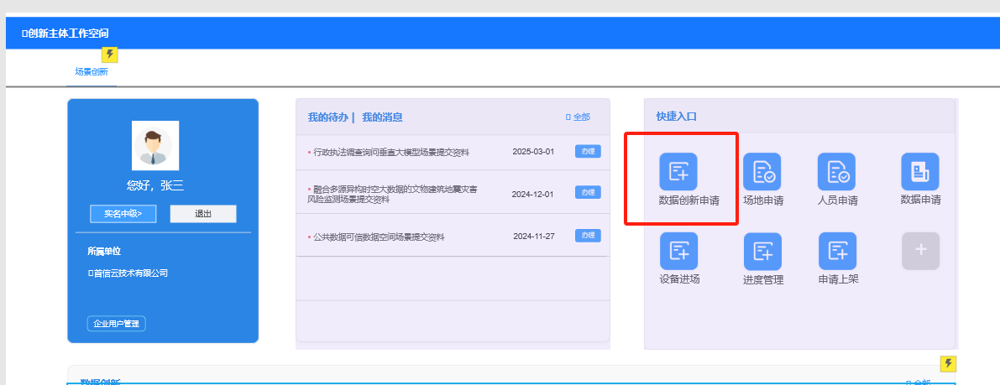 创新主体工作空间
场景创新
您好，张三
实名中级>
退出
所属单位
首信云技术有限公司
企业用户管理
我的待办 | 我的消息
全部
行政执法调查询问垂直大模型场景提交资料
2025-03-01
办理
融合多源异构时空大数据的文物建筑地震灾害
风险监测场景提交资料
2024-12-01
办理
公共数据可信数据空间场景提交资料
2024-11-27
办理
快捷入口
数据创新申请
场地申请
人员申请
数据申请
设备进场
进度管理
申请上架
数据创新
全部